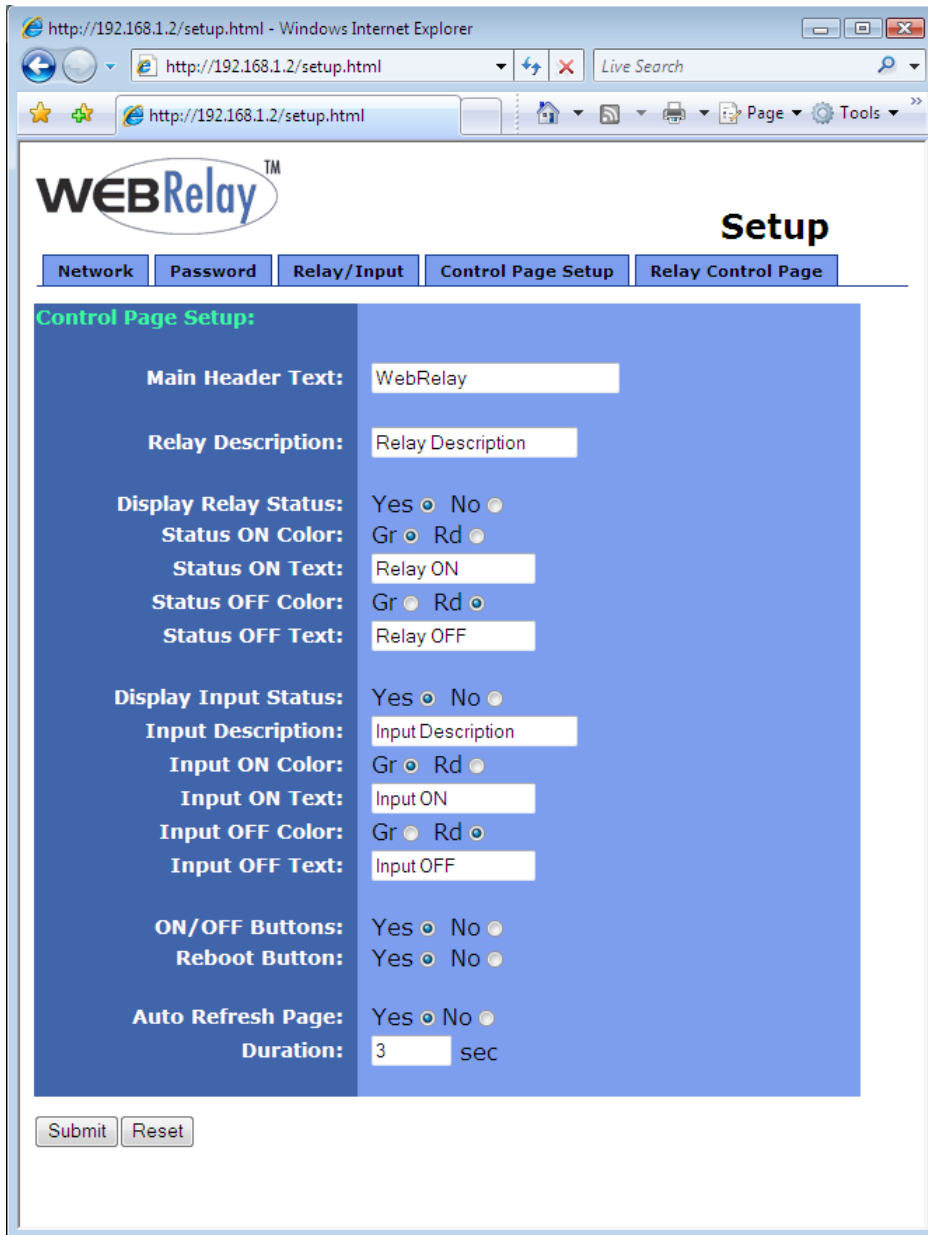 http://192.168.1.2/setup.html - Windows Internet Explorer
http://192.168.1.2/setup.html Live Search
http://192.168.1.2/setup.html Page Tools »
WEBRelay™
Setup
Network Password Relay/Input Control Page Setup Relay Control Page
Control Page Setup:
Main Header Text: WebRelay
Relay Description: Relay Description
Display Relay Status: Yes No
Status ON Color: Gr Rd
Status ON Text: Relay ON
Status OFF Color: Gr Rd
Status OFF Text: Relay OFF
Display Input Status: Yes No
Input Description: Input Description
Input ON Color: Gr Rd
Input ON Text: Input ON
Input OFF Color: Gr Rd
Input OFF Text: Input OFF
ON/OFF Buttons: Yes No
Reboot Button: Yes No
Auto Refresh Page: Yes No
Duration: 3 sec
Submit Reset